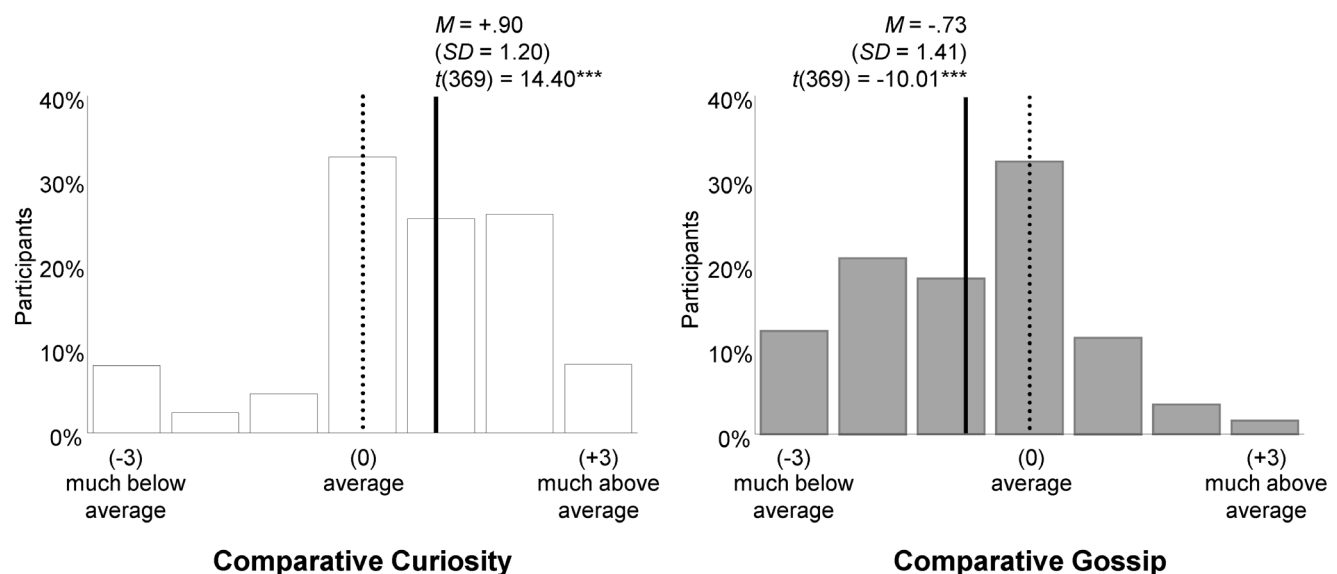 M = +.90
(SD = 1.20)
t(369) = 14.40***
40%
30%
20%
10%
0%
Participants
(-3)
much below
average
(0)
average
(+3)
much above
average
Comparative Curiosity
M = -.73
(SD = 1.41)
t(369) = -10.01***
40%
30%
20%
10%
0%
Participants
(-3)
much below
average
(0)
average
(+3)
much above
average
Comparative Gossip